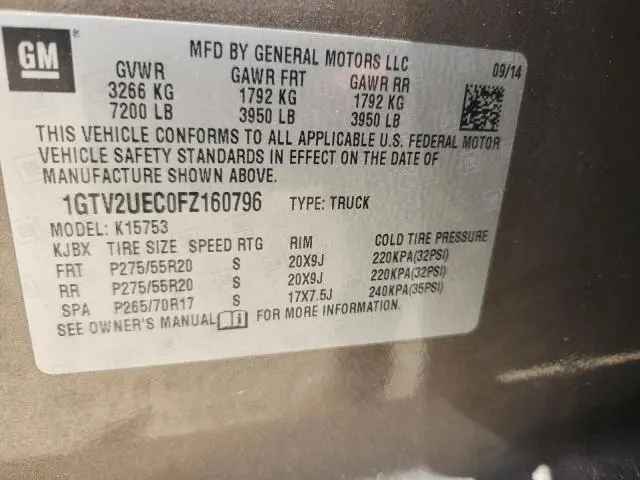 GM
MFD BY GENERAL MOTORS LLC
09/14
GVWR GAWR FRT GAWR RR
3266 KG 1792 KG 1792 KG
7200 LB 3950 LB 3950 LB
THIS VEHICLE CONFORMS TO ALL APPLICABLE U.S. FEDERAL MOTOR
VEHICLE SAFETY STANDARDS IN EFFECT ON THE DATE OF
MANUFACTURE SHOWN ABOVE.
1GTV2UEC0FZ160796 TYPE: TRUCK
MODEL: K15753
KJBX TIRE SIZE SPEED RTG RIM COLD TIRE PRESSURE
FRT P275/55R20 S 20X9J 220KPA(32PSI)
RR P275/55R20 S 20X9J 220KPA(32PSI)
SPA P265/70R17 S 17X7.5J 240KPA(35PSI)
SEE OWNER'S MANUAL FOR MORE INFORMATION.